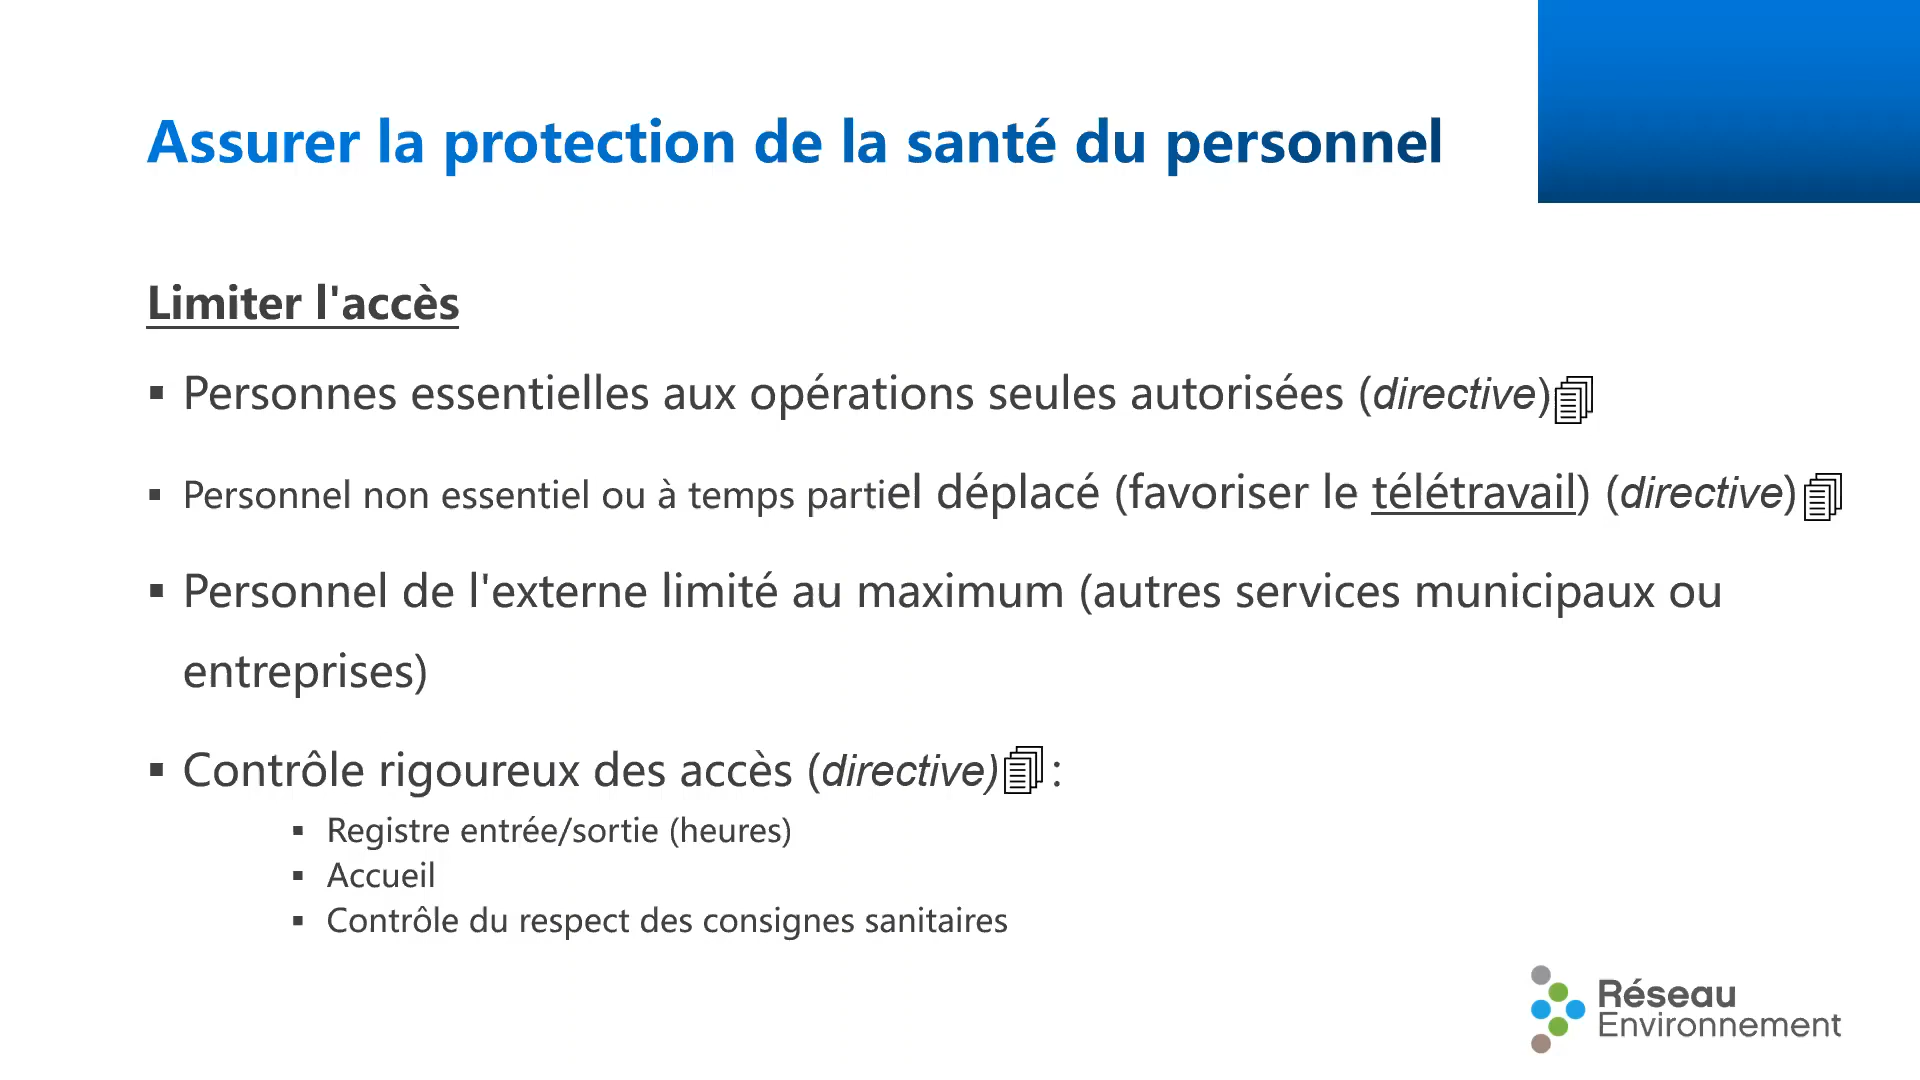 Assurer la protection de la santé du personnel
Limiter l'accès
▪ Personnes essentielles aux opérations seules autorisées (directive)
▪ Personnel non essentiel ou à temps partiel déplacé (favoriser le télétravail) (directive)
▪ Personnel de l'externe limité au maximum (autres services municipaux ou
entreprises)
▪ Contrôle rigoureux des accès (directive) :
▪ Registre entrée/sortie (heures)
▪ Accueil
▪ Contrôle du respect des consignes sanitaires
Réseau
Environnement